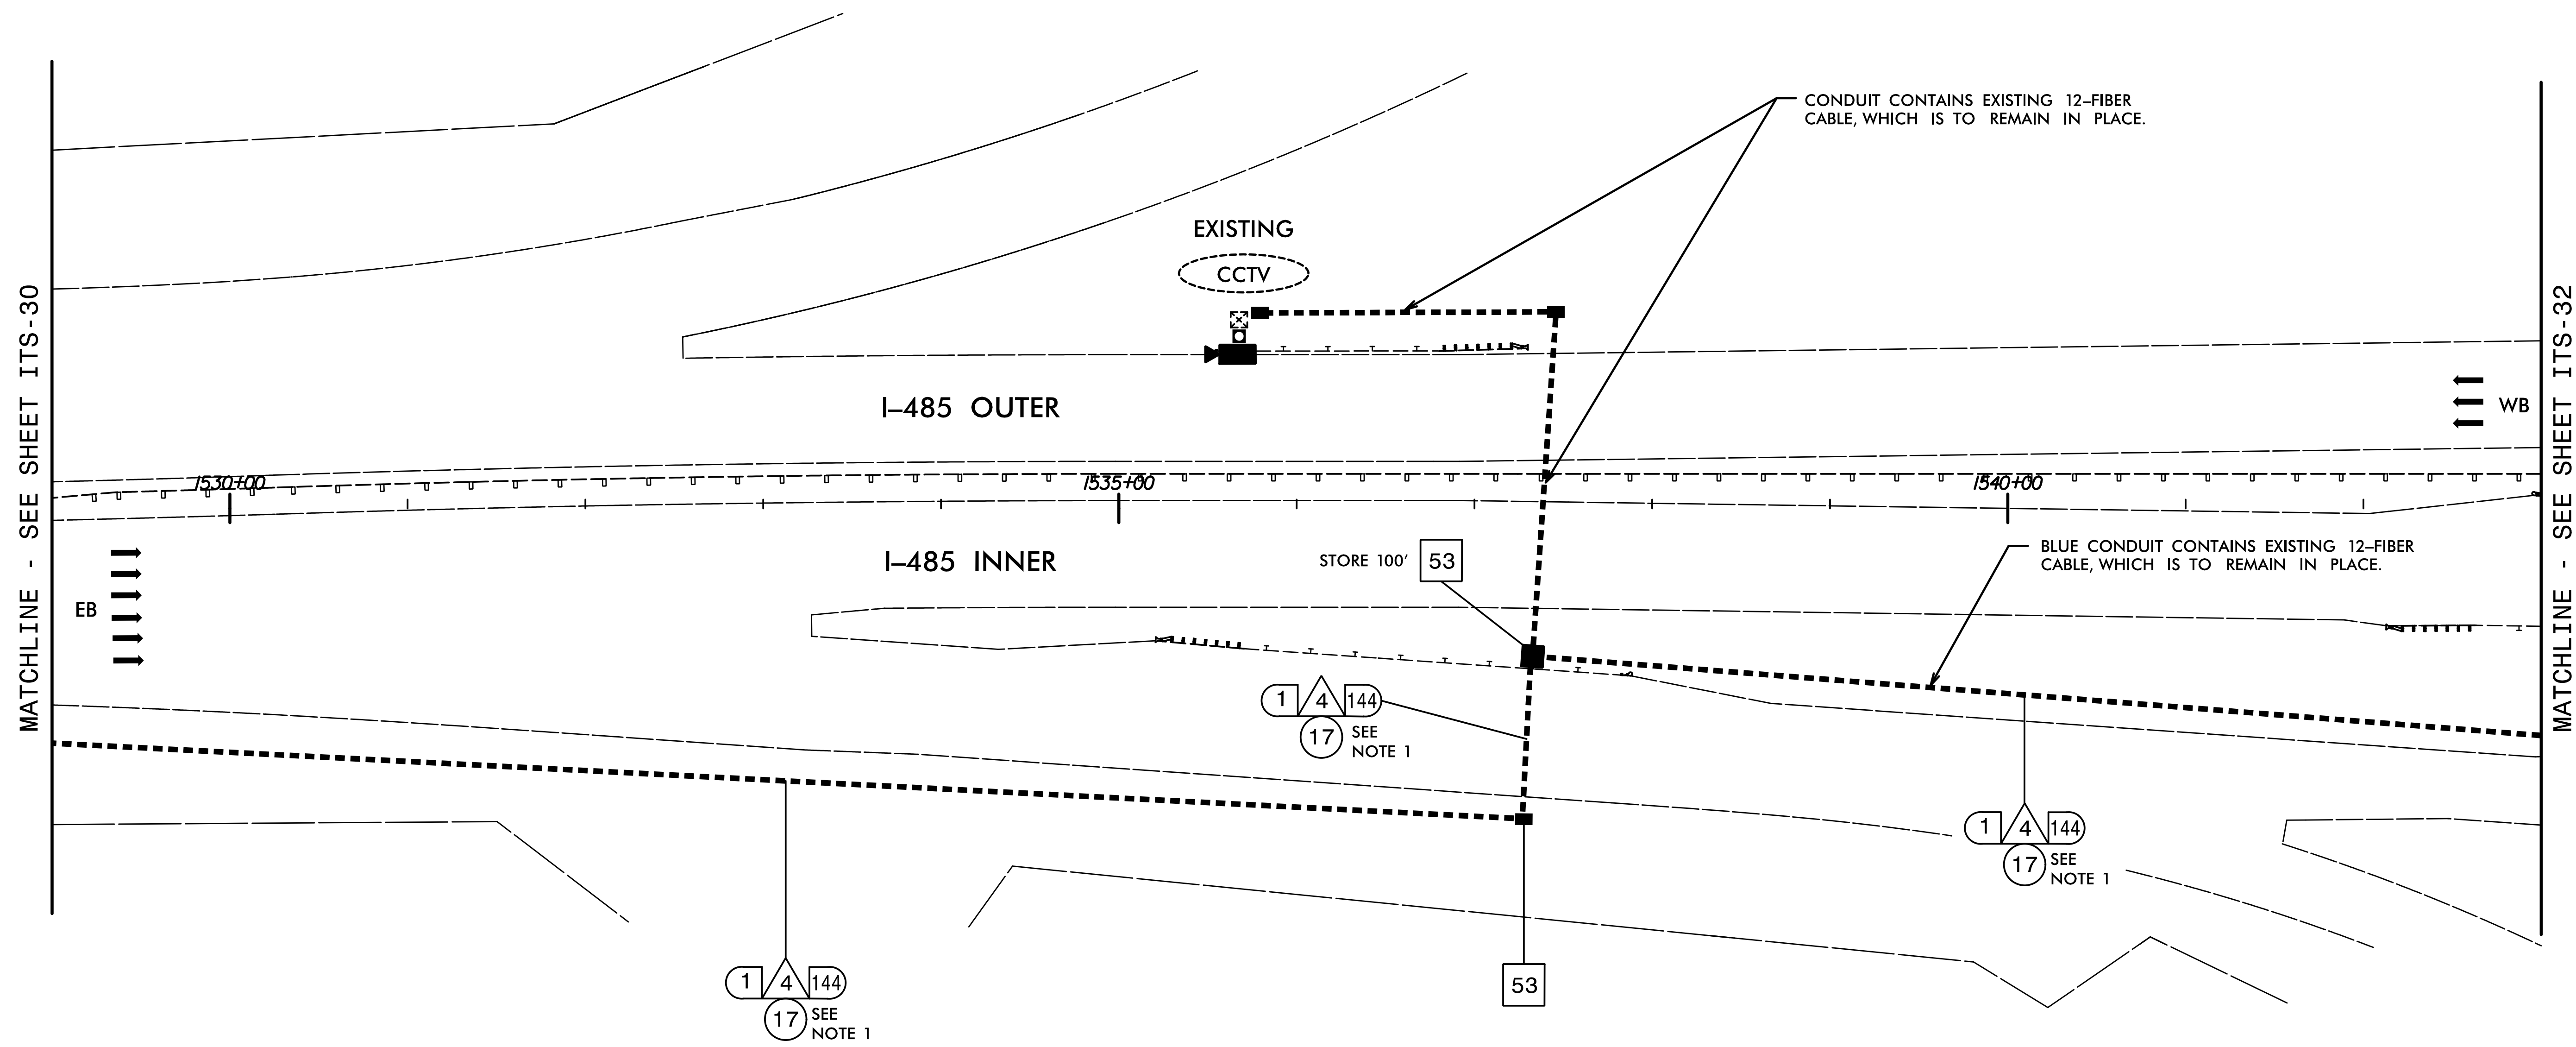 CONDUIT CONTAINS EXISTING 12–FIBER
CABLE, WHICH IS TO REMAIN IN PLACE.
EXISTING
CCTV
MATCHLINE - SEE SHEET ITS-30
MATCHLINE - SEE SHEET ITS-32
I–485 OUTER
WB
1530+00
1535+00
1540+00
I–485 INNER
STORE 100' 53
BLUE CONDUIT CONTAINS EXISTING 12–FIBER
CABLE, WHICH IS TO REMAIN IN PLACE.
EB
1 4 144
17 SEE
NOTE 1
1 4 144
17 SEE
NOTE 1
1 4 144
17 SEE
NOTE 1
53